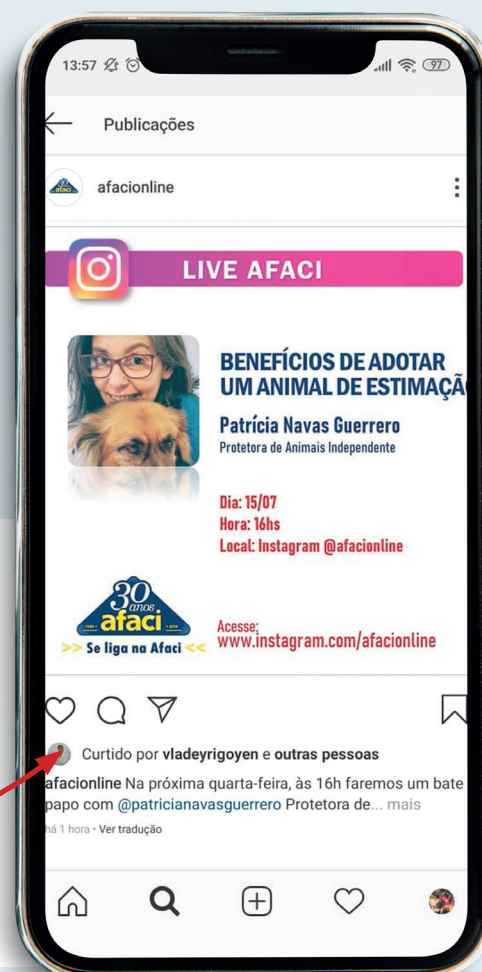 13:57 97
Publicações
afacionline
LIVE AFACI
BENEFÍCIOS DE ADOTAR
UM ANIMAL DE ESTIMAÇÃ
Patrícia Navas Guerrero
Protetora de Animais Independente
Dia: 15/07
Hora: 16hs
Local: Instagram @afacionline
30
anos
afaci
>> Se liga na Afaci <<
Acesse:
www.instagram.com/afacionline
Curtido por vladeyrigoyen e outras pessoas
afacionline Na próxima quarta-feira, às 16h faremos um bate
papo com @patricianavasguerrero Protetora de... mais
há 1 hora · Ver tradução